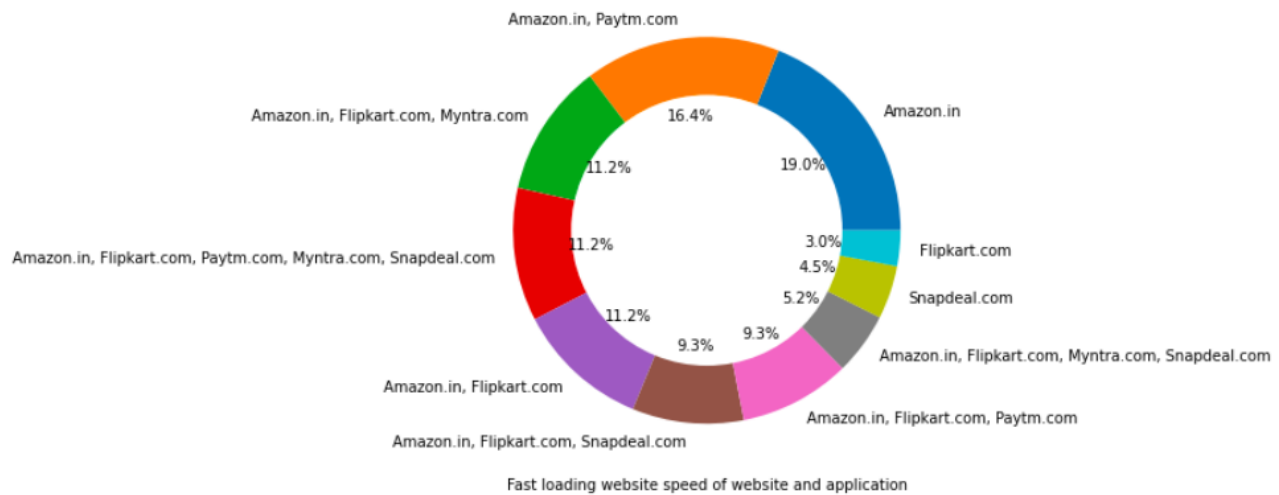 Amazon.in, Paytm.com
Amazon.in
Amazon.in, Flipkart.com, Myntra.com
16.4%
19.0%
11.2%
Amazon.in, Flipkart.com, Paytm.com, Myntra.com, Snapdeal.com
11.2%
3.0%
Flipkart.com
4.5%
Snapdeal.com
5.2%
11.2%
9.3%
9.3%
Amazon.in, Flipkart.com, Myntra.com, Snapdeal.com
Amazon.in, Flipkart.com
Amazon.in, Flipkart.com, Paytm.com
Amazon.in, Flipkart.com, Snapdeal.com
Fast loading website speed of website and application